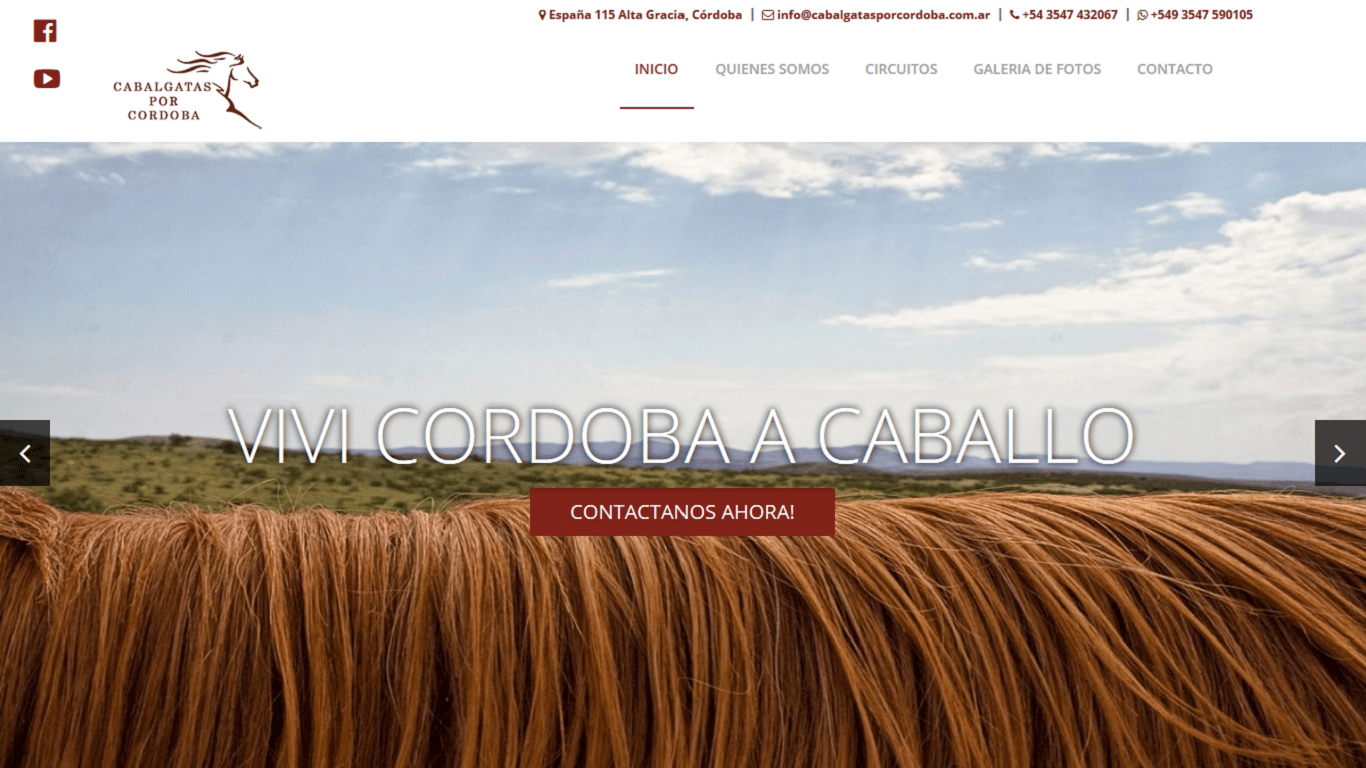 España 115 Alta Gracia, Córdoba | info@cabalgatasporcordoba.com.ar | +54 3547 432067 | +549 3547 590105
CABALGATAS
POR
CORDOBA
INICIO QUIENES SOMOS CIRCUITOS GALERIA DE FOTOS CONTACTO
VIVI CORDOBA A CABALLO
CONTACTANOS AHORA!